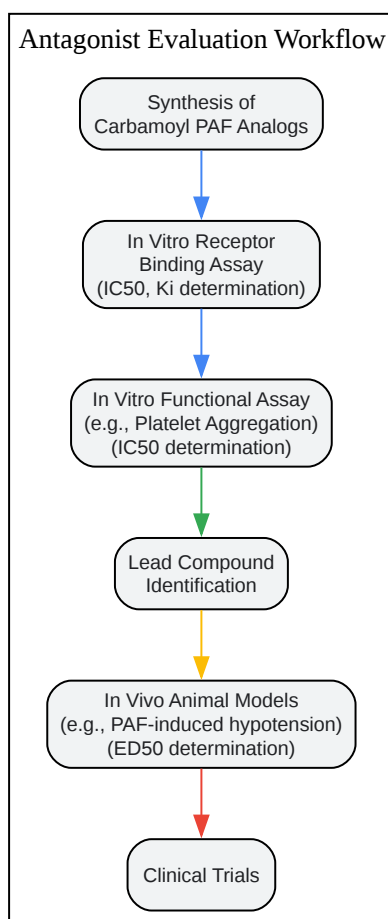 Antagonist Evaluation Workflow
Synthesis of
Carbamoyl PAF Analogs
In Vitro Receptor
Binding Assay
(IC50, Ki determination)
In Vitro Functional Assay
(e.g., Platelet Aggregation)
(IC50 determination)
Lead Compound
Identification
In Vivo Animal Models
(e.g., PAF-induced hypotension)
(ED50 determination)
Clinical Trials